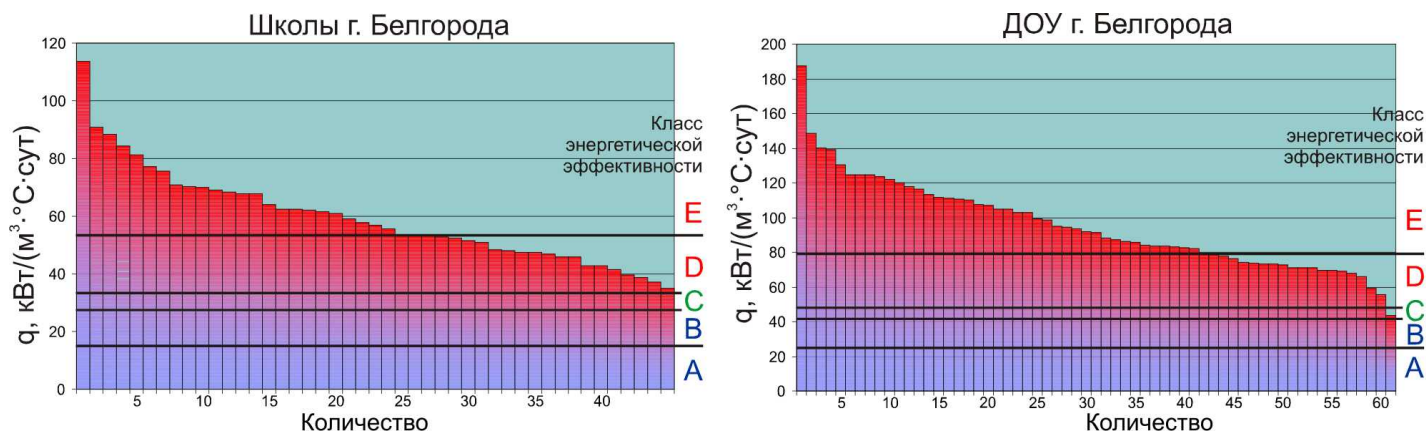 Школы г. Белгорода
q, кВт/(м³·°С·сут)
120
100
80
60
40
20
0
Класс
энергетической
эффективности
E
D
C
B
A
5 10 15 20 25 30 35 40
Количество
ДОУ г. Белгорода
q, кВт/(м³·°С·сут)
200
180
160
140
120
100
80
60
40
20
0
Класс
энергетической
эффективности
E
D
C
B
A
5 10 15 20 25 30 35 40 45 50 55 60
Количество